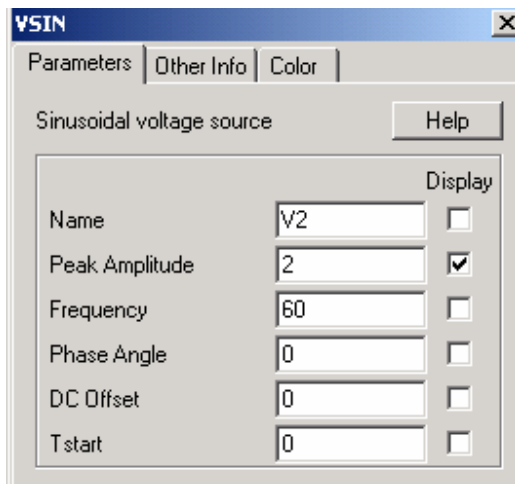 VSIN
Parameters Other Info Color
Sinusoidal voltage source Help
Display
Name V2
Peak Amplitude 2
Frequency 60
Phase Angle 0
DC Offset 0
Tstart 0